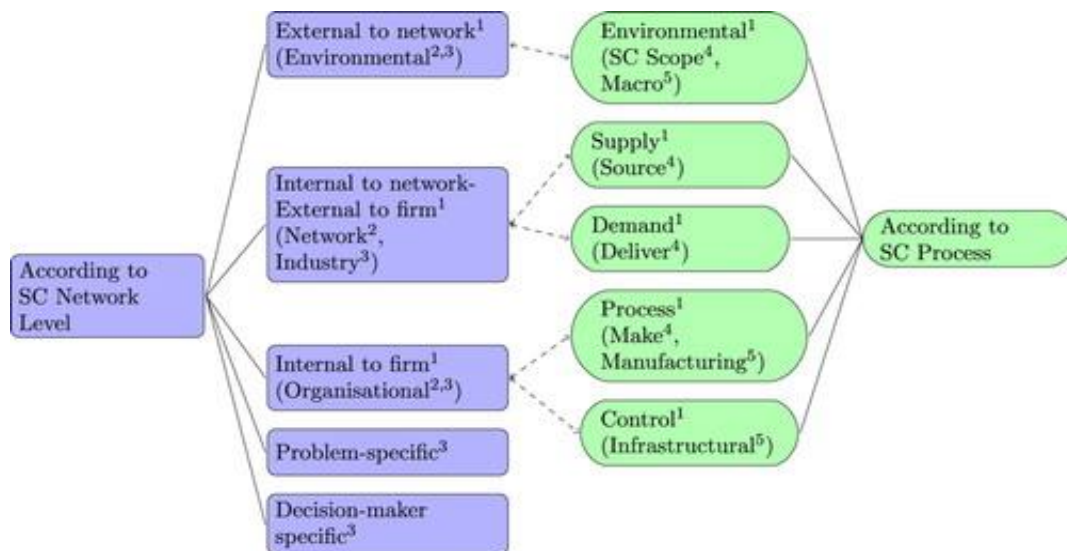 External to network¹
(Environmental²,³)
Environmental¹
(SC Scope⁴,
Macro⁵)
Supply¹
(Source⁴)
Internal to network-
External to firm¹
(Network²,
Industry³)
Demand¹
(Deliver⁴)
According to
SC Process
According to
SC Network
Level
Process¹
(Make⁴,
Manufacturing⁵)
Internal to firm¹
(Organisational²,³)
Control¹
(Infrastructural⁵)
Problem-specific³
Decision-maker
specific³